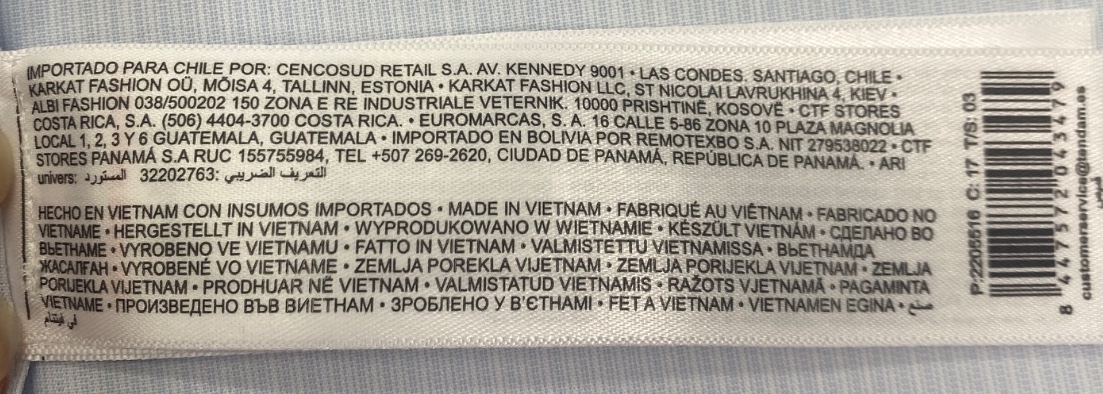 IMPORTADO PARA CHILE POR: CENCOSUD RETAIL S.A. AV. KENNEDY 9001 • LAS CONDES. SANTIAGO, CHILE •
KARKAT FASHION OÜ, MÕISA 4, TALLINN, ESTONIA • KARKAT FASHION LLC, ST NICOLAI LAVRUKHINA 4, KIEV •
ALBI FASHION 038/500202 150 ZONA E RE INDUSTRIALE VETERNIK. 10000 PRISHTINË, KOSOVË • CTF STORES
COSTA RICA, S.A. (506) 4404-3700 COSTA RICA. • EUROMARCAS, S. A. 16 CALLE 5-86 ZONA 10 PLAZA MAGNOLIA
LOCAL 1, 2, 3 Y 6 GUATEMALA, GUATEMALA • IMPORTADO EN BOLIVIA POR REMOTEXBO S.A. NIT 279538022 • CTF
STORES PANAMÁ S.A RUC 155755984, TEL +507 269-2620, CIUDAD DE PANAMÁ, REPÚBLICA DE PANAMÁ. • ARI
univers: المستورد 32202763: التعريف الضريبي
HECHO EN VIETNAM CON INSUMOS IMPORTADOS • MADE IN VIETNAM • FABRIQUÉ AU VIÊTNAM • FABRICADO NO
VIETNAME • HERGESTELLT IN VIETNAM • WYPRODUKOWANO W WIETNAMIE • KÉSZÜLT VIETNÁM • СДЕЛАНО ВО
ВЬЕТНАМЕ • VYROBENO VE VIETNAMU • FATTO IN VIETNAM • VALMISTETTU VIETNAMISSA • ВЬЕТНАМДА
ЖАСАЛҒАН • VYROBENÉ VO VIETNAME • ZEMLJA POREKLA VIJETNAM • ZEMLJA PORIJEKLA VIJETNAM • ZEMLJA
PORIJEKLA VIJETNAM • PRODHUAR NË VIETNAM • VALMISTATUD VIETNAMIS • RAŽOTS VJETNAMĀ • PAGAMINTA
VIETNAME • ПРОИЗВЕДЕНО ВЪВ ВИЕТНАМ • ЗРОБЛЕНО У В'ЄТНАМІ • FET A VIETNAM • VIETNAMEN EGINA • صنع
في فيتنام
P:2206616 C: 17 T/S: 03
8 447572 043479
customerservice@tendam.es